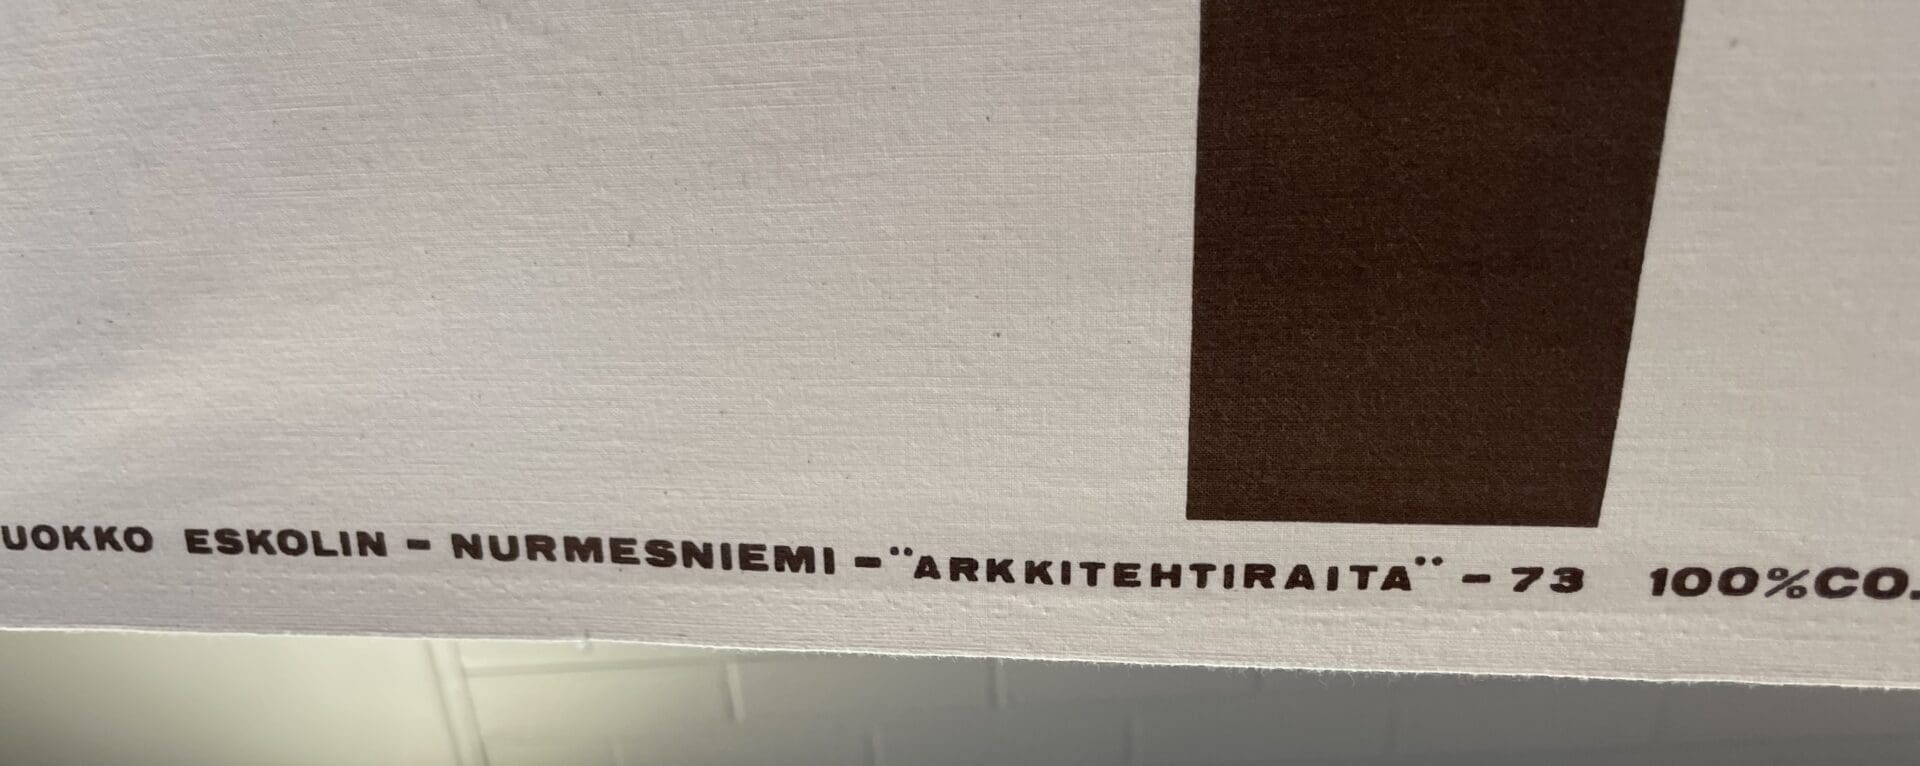 UOKKO ESKOLIN - NURMESNIEMI - "ARKKITEHTIRAITA" - 73 100%CO.